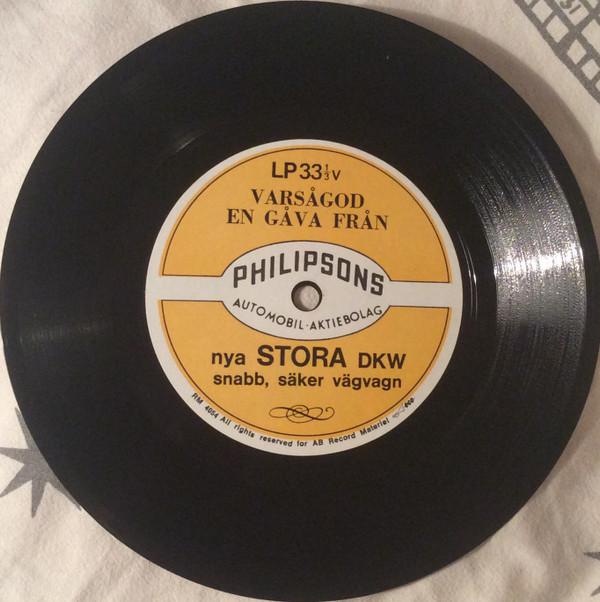 LP 33⅓ V
VARSÅGOD
EN GÅVA FRÅN
PHILIPSONS
AUTOMOBIL-AKTIEBOLAG
nya STORA DKW
snabb, säker vägvagn
RM 4054 All rights reserved for AB Record Materiel